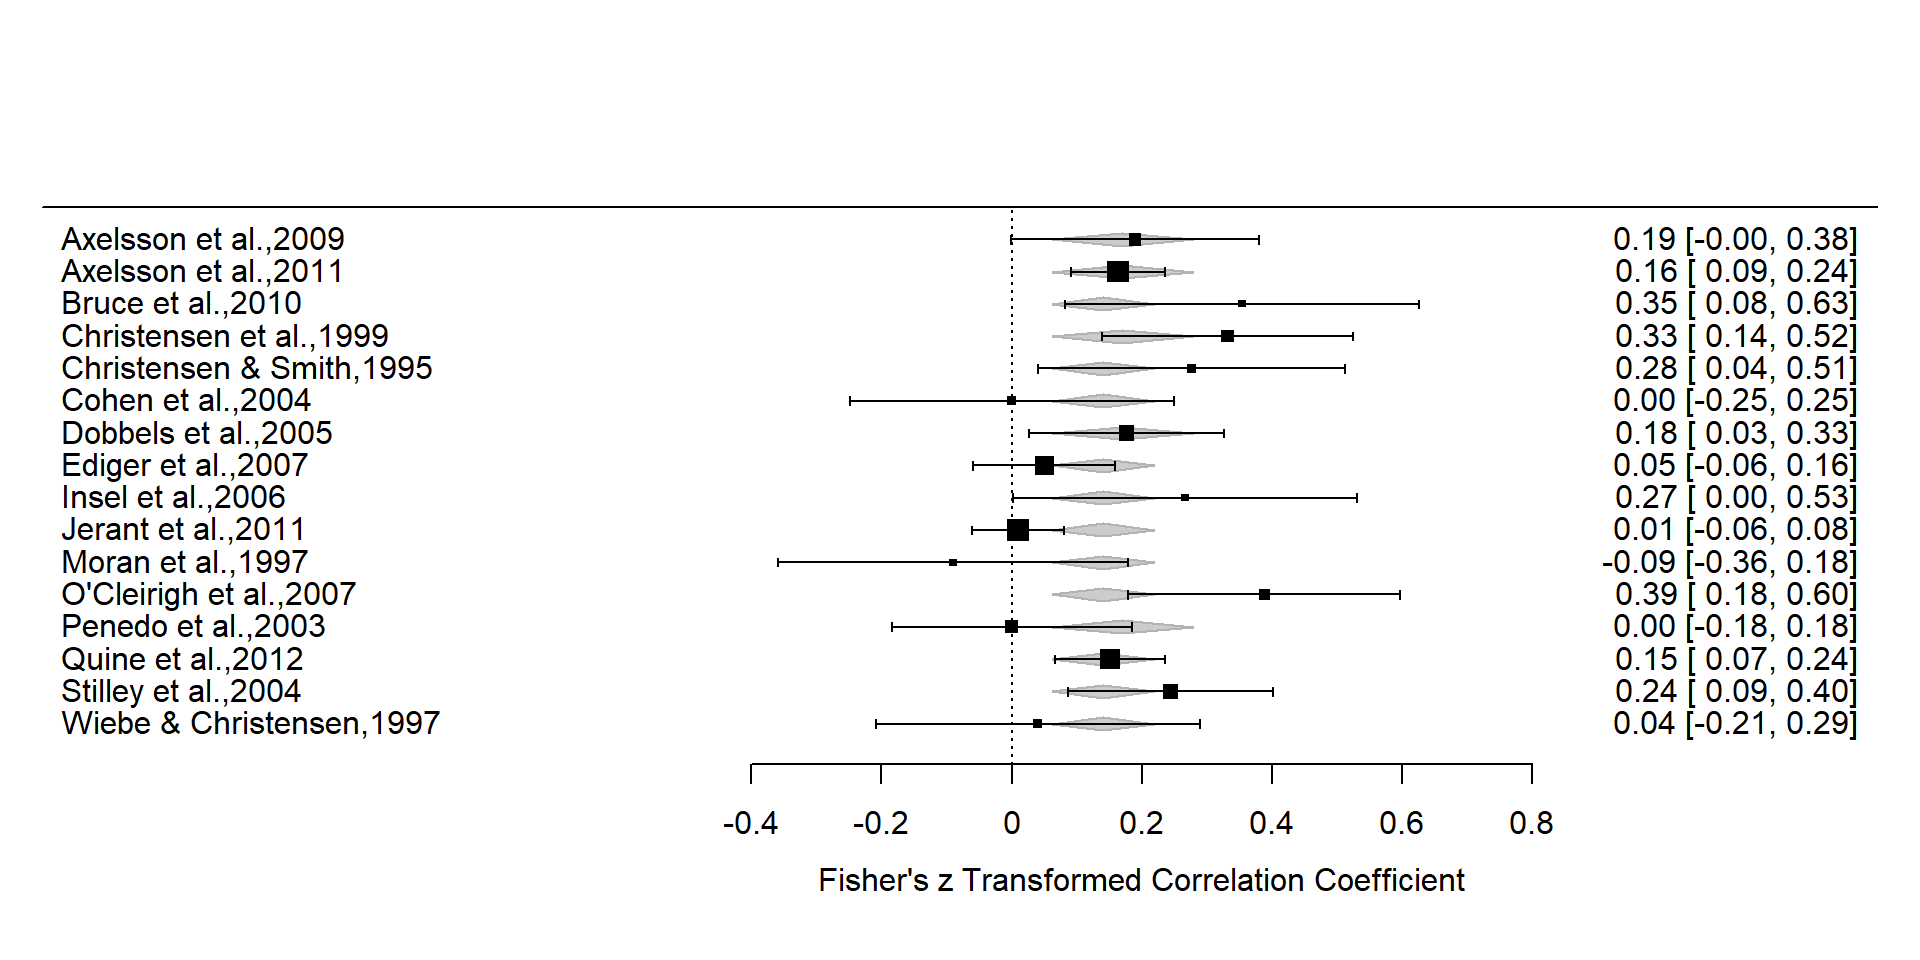 Axelsson et al.,2009 0.19 [-0.00, 0.38]
Axelsson et al.,2011 0.16 [ 0.09, 0.24]
Bruce et al.,2010 0.35 [ 0.08, 0.63]
Christensen et al.,1999 0.33 [ 0.14, 0.52]
Christensen & Smith,1995 0.28 [ 0.04, 0.51]
Cohen et al.,2004 0.00 [-0.25, 0.25]
Dobbels et al.,2005 0.18 [ 0.03, 0.33]
Ediger et al.,2007 0.05 [-0.06, 0.16]
Insel et al.,2006 0.27 [ 0.00, 0.53]
Jerant et al.,2011 0.01 [-0.06, 0.08]
Moran et al.,1997 -0.09 [-0.36, 0.18]
O'Cleirigh et al.,2007 0.39 [ 0.18, 0.60]
Penedo et al.,2003 0.00 [-0.18, 0.18]
Quine et al.,2012 0.15 [ 0.07, 0.24]
Stilley et al.,2004 0.24 [ 0.09, 0.40]
Wiebe & Christensen,1997 0.04 [-0.21, 0.29]
-0.4 -0.2 0 0.2 0.4 0.6 0.8
Fisher's z Transformed Correlation Coefficient